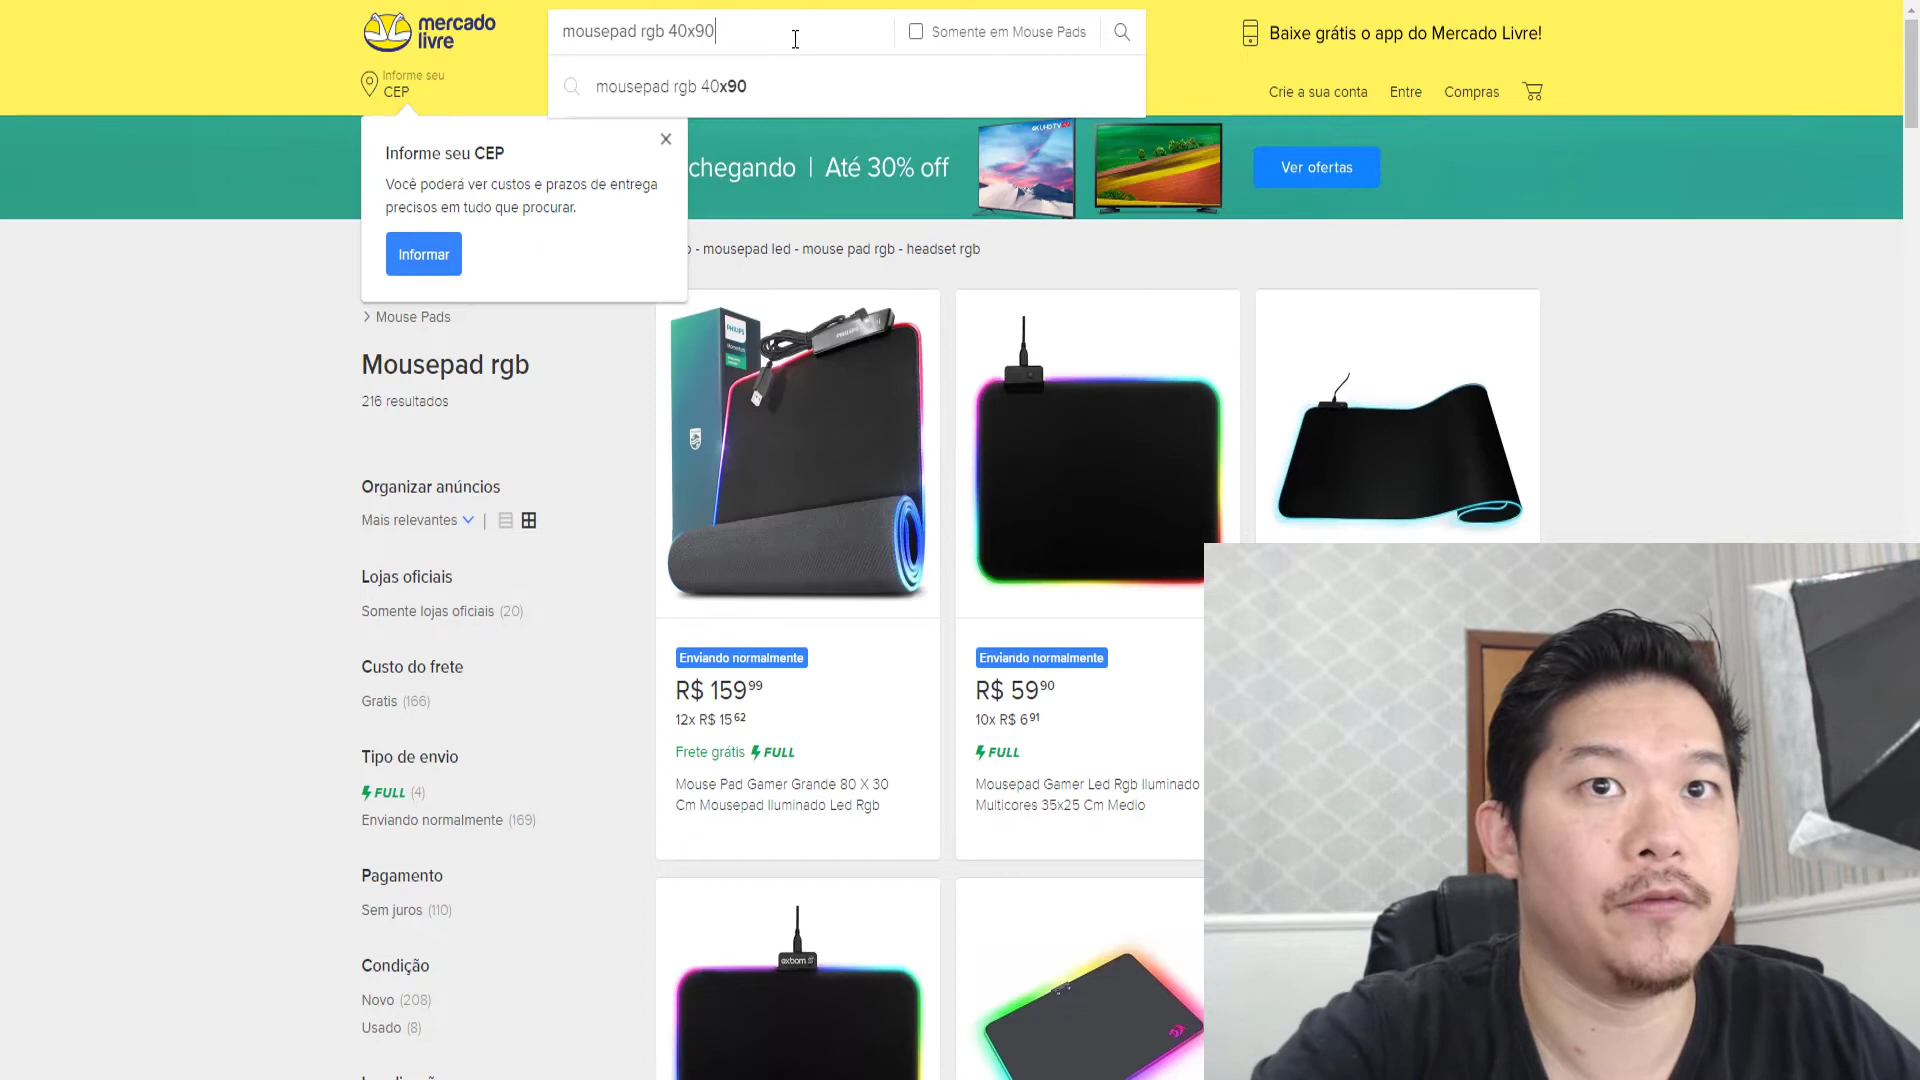 mercado
livre
mousepad rgb 40x90
Somente em Mouse Pads
Baixe grátis o app do Mercado Livre!
mousepad rgb 40x90
Informe seu
CEP
Crie a sua conta
Entre
Compras
Informe seu CEP
Você poderá ver custos e prazos de entrega
precisos em tudo que procurar.
Informar
chegando | Até 30% off
Ver ofertas
- mousepad led - mouse pad rgb - headset rgb
Mouse Pads
Mousepad rgb
216 resultados
Organizar anúncios
Mais relevantes
Lojas oficiais
Somente lojas oficiais (20)
Custo do frete
Gratis (166)
Tipo de envio
FULL (4)
Enviando normalmente (169)
Pagamento
Sem juros (110)
Condição
Novo (208)
Usado (8)
PHILIPS
Enviando normalmente
R$ 159 99
12x R$ 15 62
Frete grátis FULL
Mouse Pad Gamer Grande 80 X 30
Cm Mousepad Iluminado Led Rgb
Enviando normalmente
R$ 59 90
10x R$ 6 91
FULL
Mousepad Gamer Led Rgb Iluminado
Multicores 35x25 Cm Medio
exbom